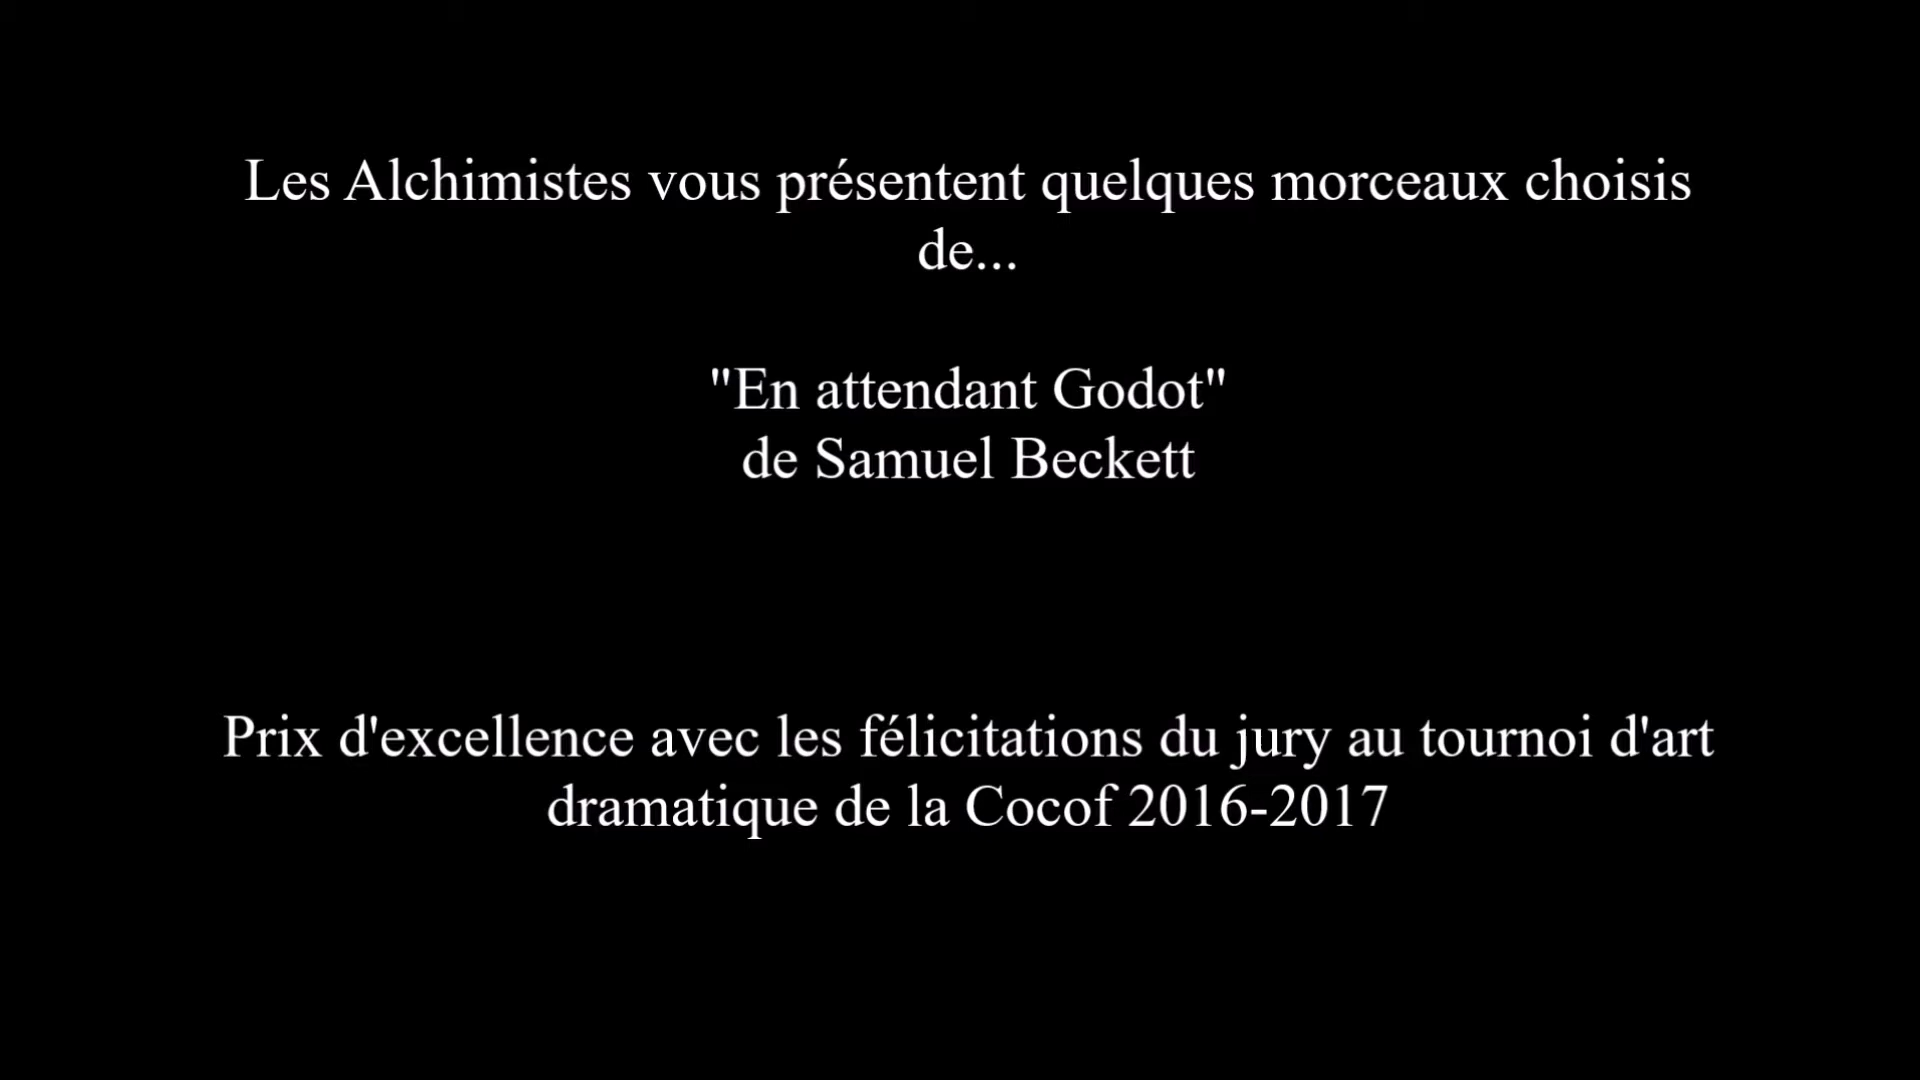 Les Alchimistes vous présentent quelques morceaux choisis
de...
"En attendant Godot"
de Samuel Beckett
Prix d'excellence avec les félicitations du jury au tournoi d'art
dramatique de la Cocof 2016-2017